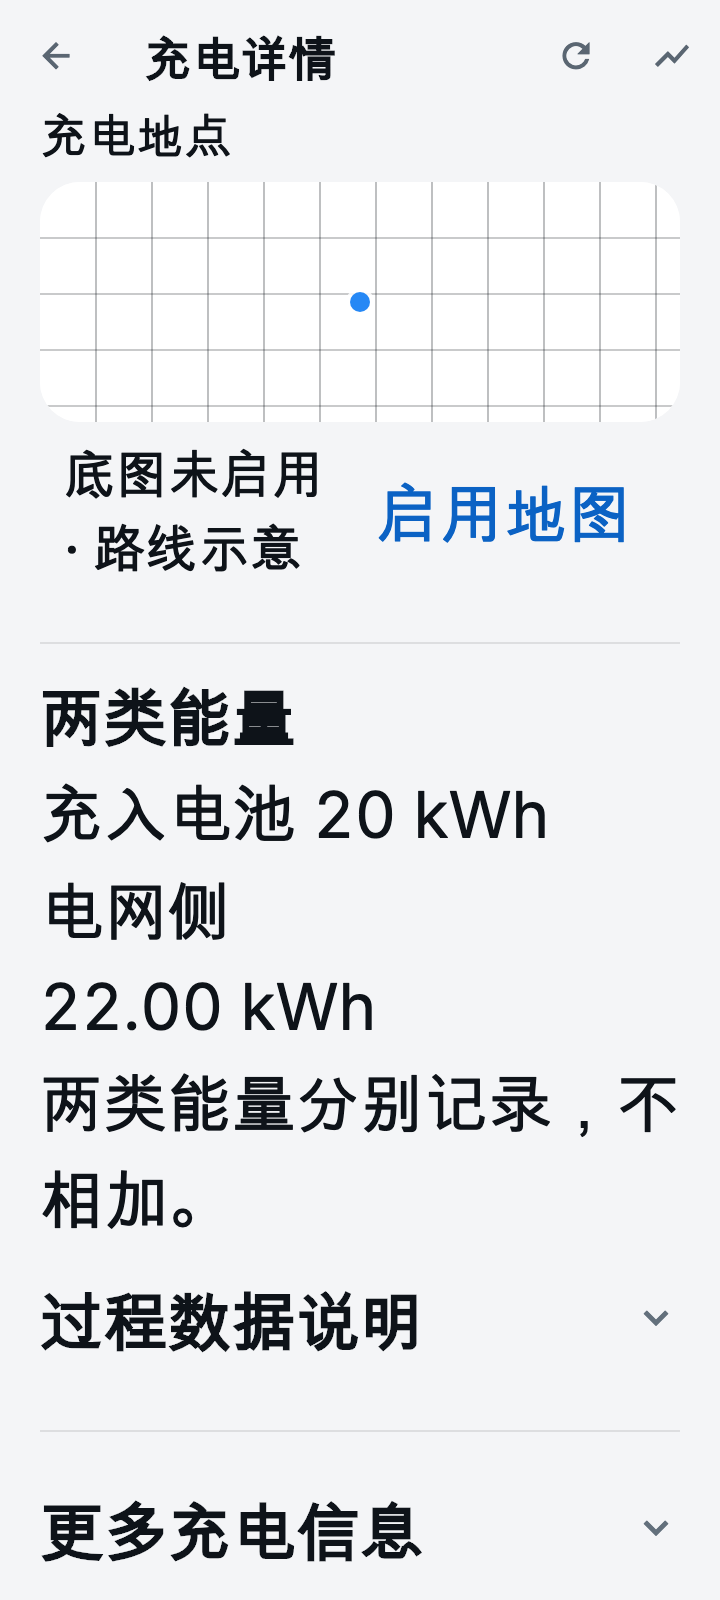 充电详情
充电地点
底图未启用
· 路线示意
启用地图
两类能量
充入电池 20 kWh
电网侧
22.00 kWh
两类能量分别记录，不
相加。
过程数据说明
更多充电信息